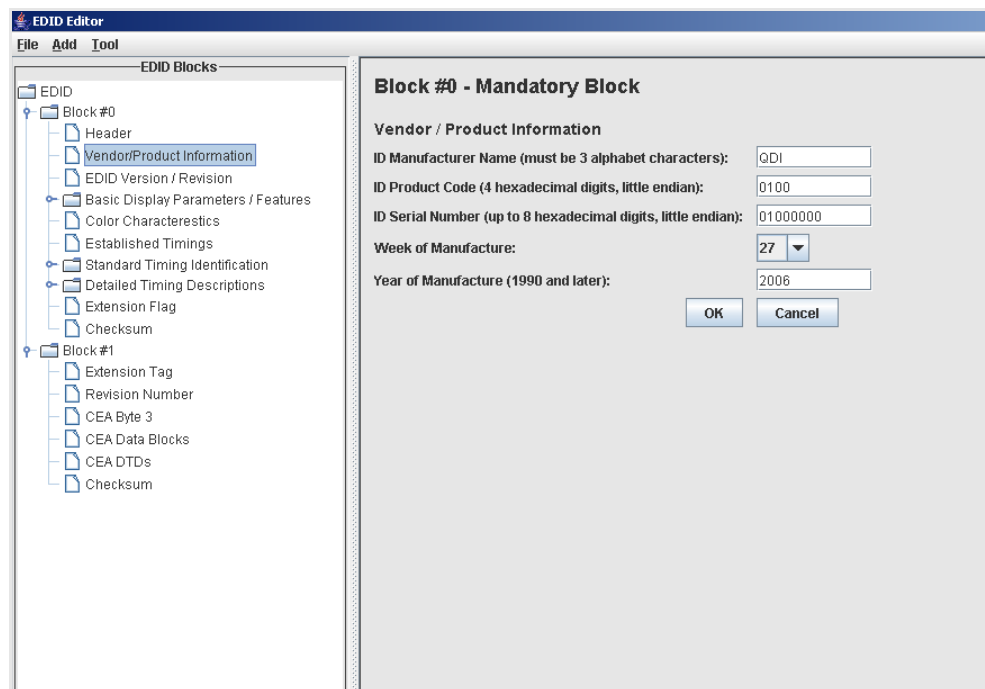 EDID Editor
File Add Tool
EDID Blocks
EDID
Block #0
Header
Vendor/Product Information
EDID Version / Revision
Basic Display Parameters / Features
Color Characterestics
Established Timings
Standard Timing Identification
Detailed Timing Descriptions
Extension Flag
Checksum
Block #1
Extension Tag
Revision Number
CEA Byte 3
CEA Data Blocks
CEA DTDs
Checksum
Block #0 - Mandatory Block
Vendor / Product Information
ID Manufacturer Name (must be 3 alphabet characters): QDI
ID Product Code (4 hexadecimal digits, little endian): 0100
ID Serial Number (up to 8 hexadecimal digits, little endian): 01000000
Week of Manufacture: 27
Year of Manufacture (1990 and later): 2006
OK Cancel